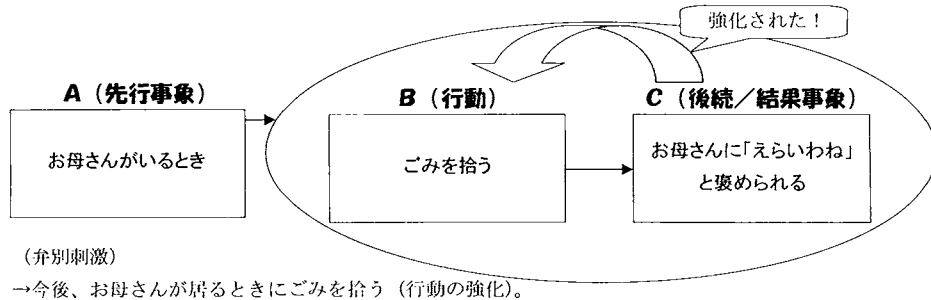 強化された！
A（先行事象）
B（行動）
C（後続／結果事象）
お母さんがいるとき
ごみを拾う
お母さんに「えらいわね」
と褒められる
（弁別刺激）
→今後、お母さんが居るときにごみを拾う（行動の強化）。